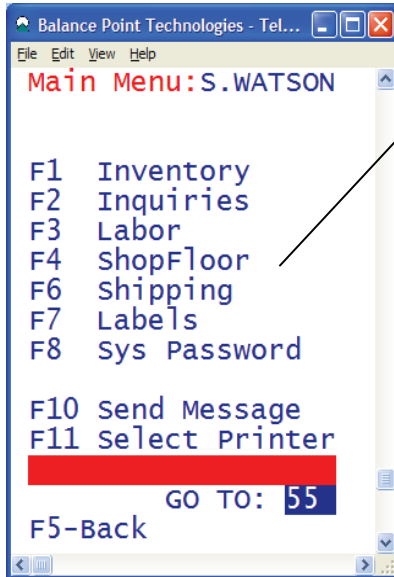 Balance Point Technologies - Tel...
File Edit View Help
Main Menu:S.WATSON
F1 Inventory
F2 Inquiries
F3 Labor
F4 ShopFloor
F6 Shipping
F7 Labels
F8 Sys Password
F10 Send Message
F11 Select Printer
GO TO: 55
F5-Back